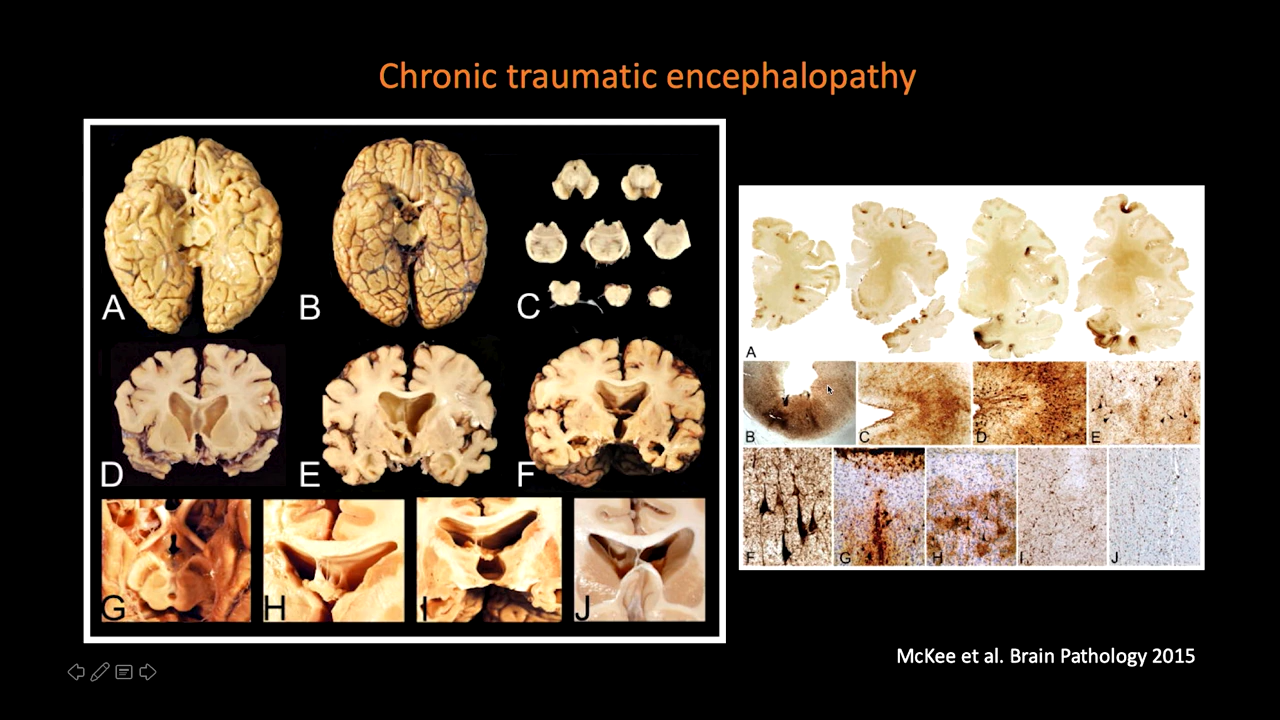 Chronic traumatic encephalopathy
A
B
C
D
E
F
G
H
I
J
A
B
C
D
E
F
G
H
I
J
McKee et al. Brain Pathology 2015